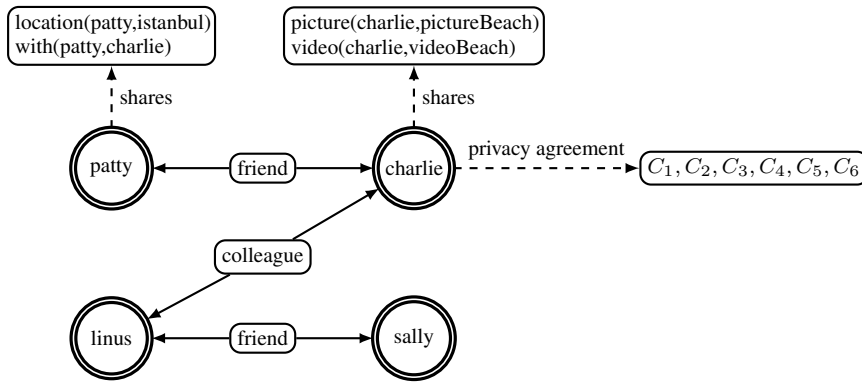 location(patty,istanbul)
with(patty,charlie)
picture(charlie,pictureBeach)
video(charlie,videoBeach)
shares
shares
patty
friend
charlie
privacy agreement
C₁, C₂, C₃, C₄, C₅, C₆
colleague
linus
friend
sally